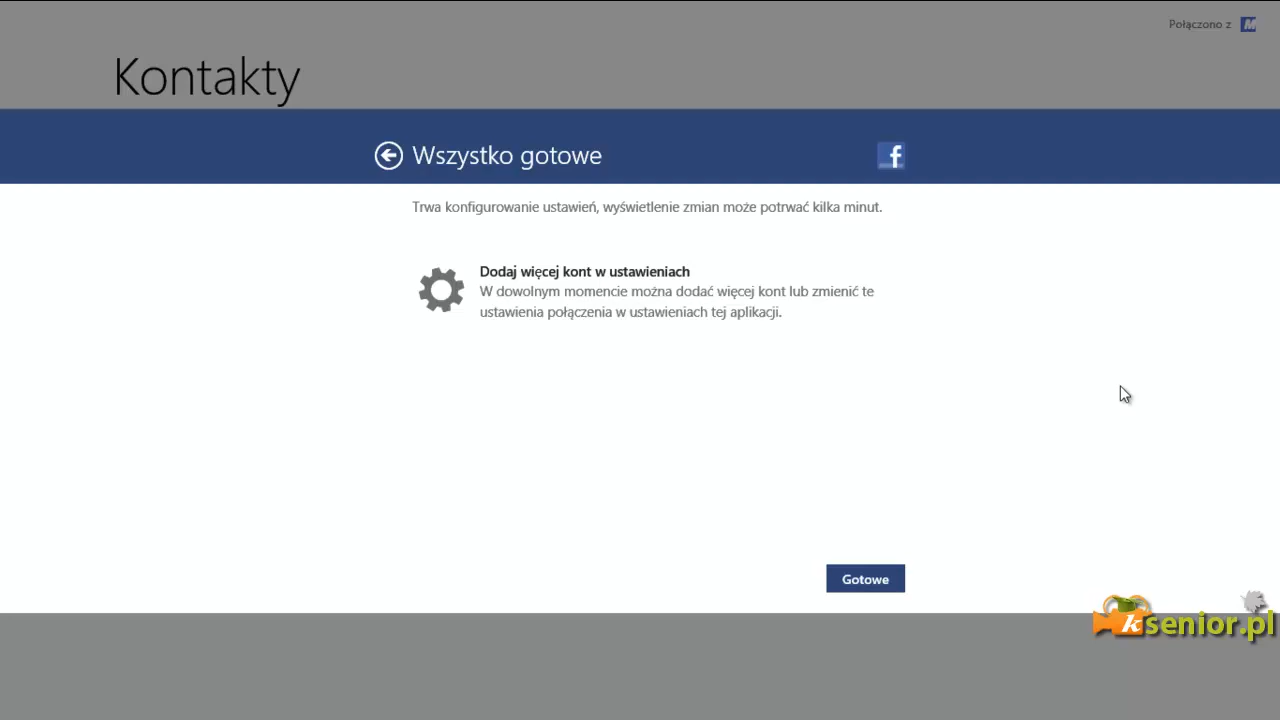 Połączono z
Kontakty
Wszystko gotowe
Trwa konfigurowanie ustawień, wyświetlenie zmian może potrwać kilka minut.
Dodaj więcej kont w ustawieniach
W dowolnym momencie można dodać więcej kont lub zmienić te
ustawienia połączenia w ustawieniach tej aplikacji.
Gotowe
ksenior.pl